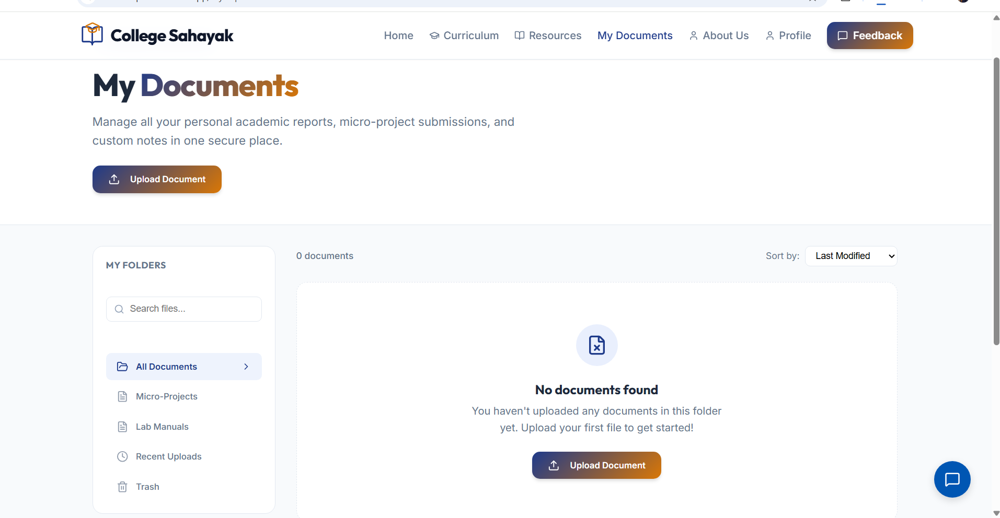 College Sahayak
Home
Curriculum
Resources
My Documents
About Us
Profile
Feedback
My Documents
Manage all your personal academic reports, micro-project submissions, and
custom notes in one secure place.
Upload Document
MY FOLDERS
Search files...
All Documents
Micro-Projects
Lab Manuals
Recent Uploads
Trash
0 documents
Sort by:
Last Modified
No documents found
You haven't uploaded any documents in this folder
yet. Upload your first file to get started!
Upload Document